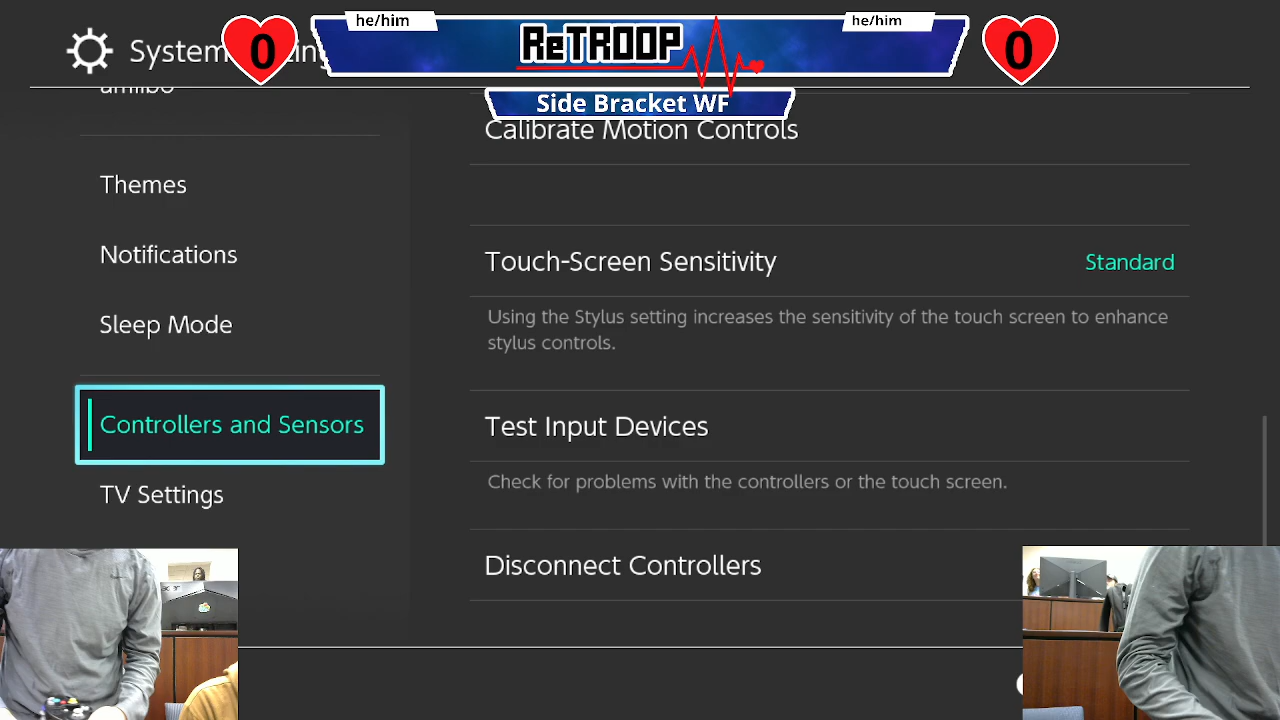 he/him
he/him
System
0
ReTROOP
0
Side Bracket WF
amiibo
Calibrate Motion Controls
Themes
Notifications
Touch-Screen Sensitivity
Standard
Using the Stylus setting increases the sensitivity of the touch screen to enhance
stylus controls.
Sleep Mode
Controllers and Sensors
Test Input Devices
Check for problems with the controllers or the touch screen.
TV Settings
Disconnect Controllers